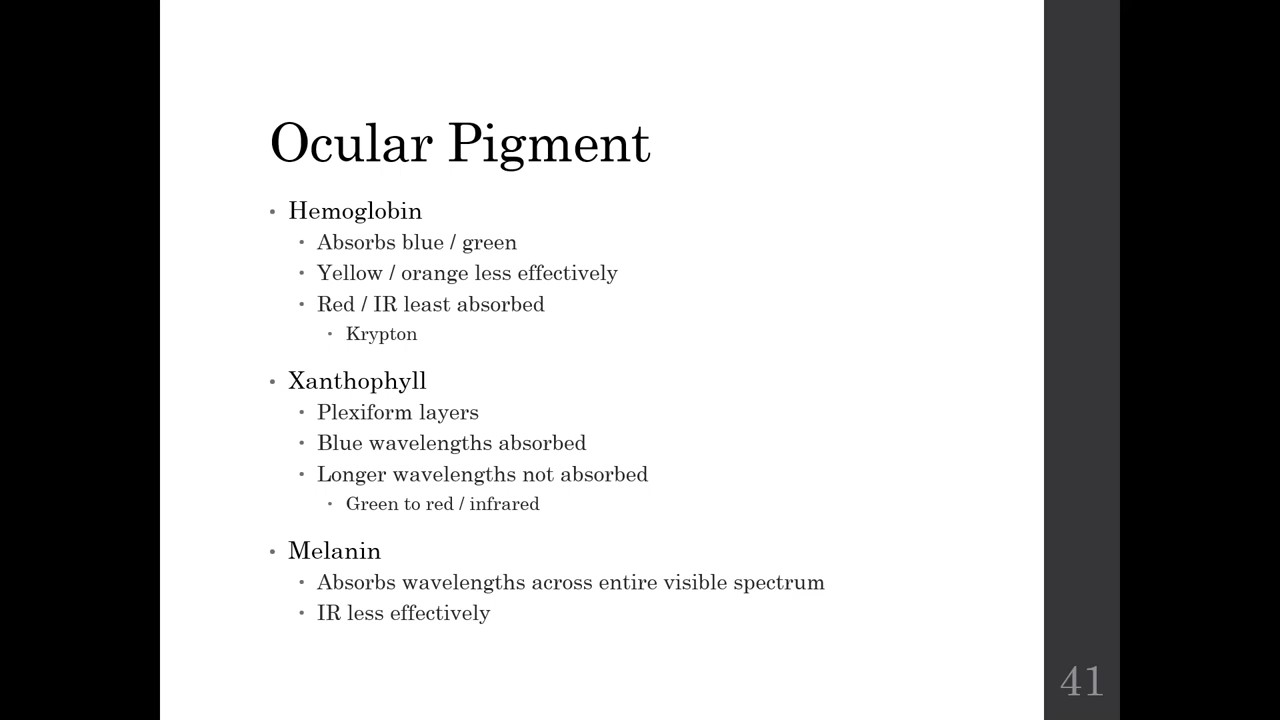 Ocular Pigment
• Hemoglobin
• Absorbs blue / green
• Yellow / orange less effectively
• Red / IR least absorbed
• Krypton
• Xanthophyll
• Plexiform layers
• Blue wavelengths absorbed
• Longer wavelengths not absorbed
• Green to red / infrared
• Melanin
• Absorbs wavelengths across entire visible spectrum
• IR less effectively
41